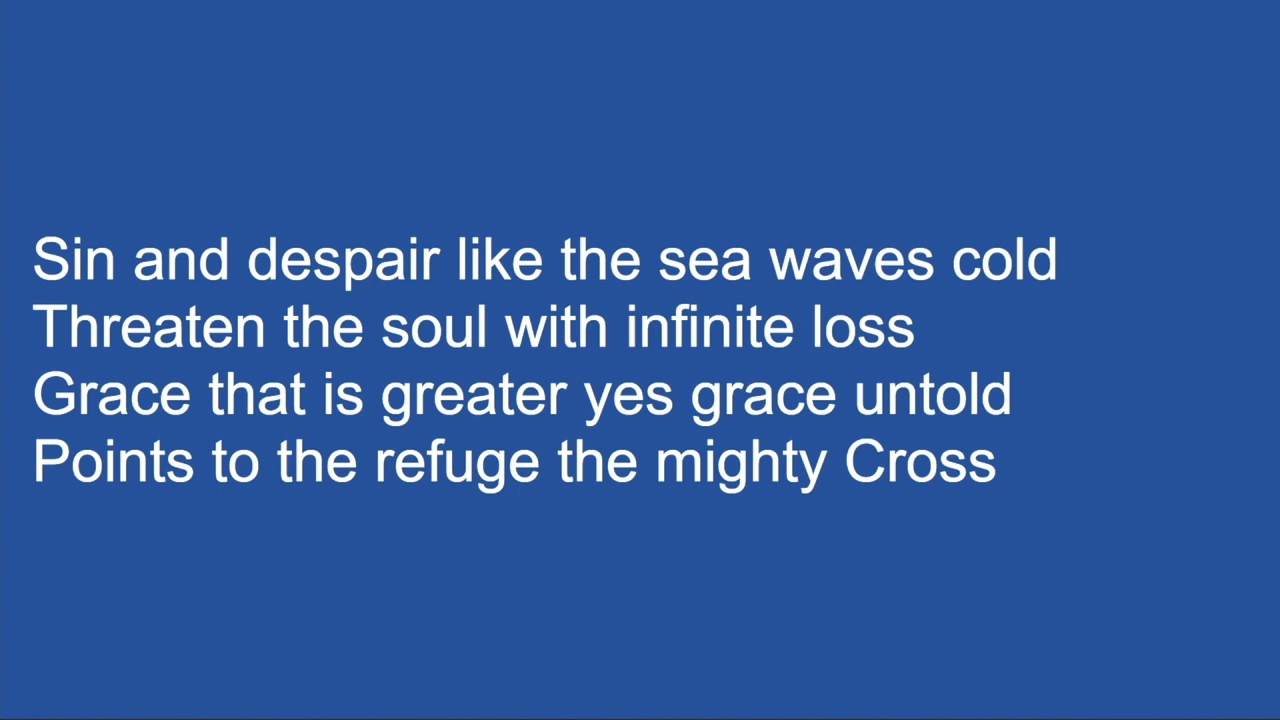 Sin and despair like the sea waves cold
Threaten the soul with infinite loss
Grace that is greater yes grace untold
Points to the refuge the mighty Cross